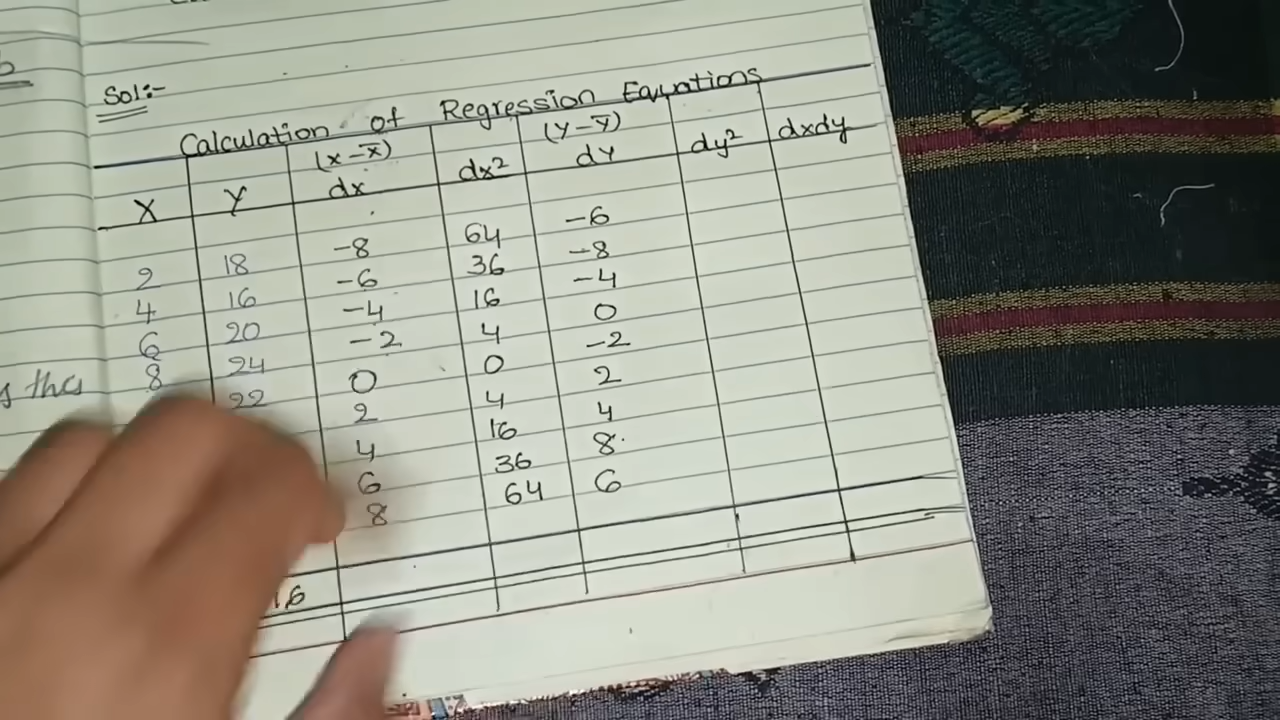 Sol:-
Calculation of Regression Equations
X Y (x-x̅) dx dx² (y-y̅) dy dy² dxdy
2 18 -8 64 -6
4 16 -6 36 -8
6 20 -4 16 -4
8 24 -2 4 0
22 0 0 -2
2 4 2
4 16 4
6 36 8
8 64 6
16
s the